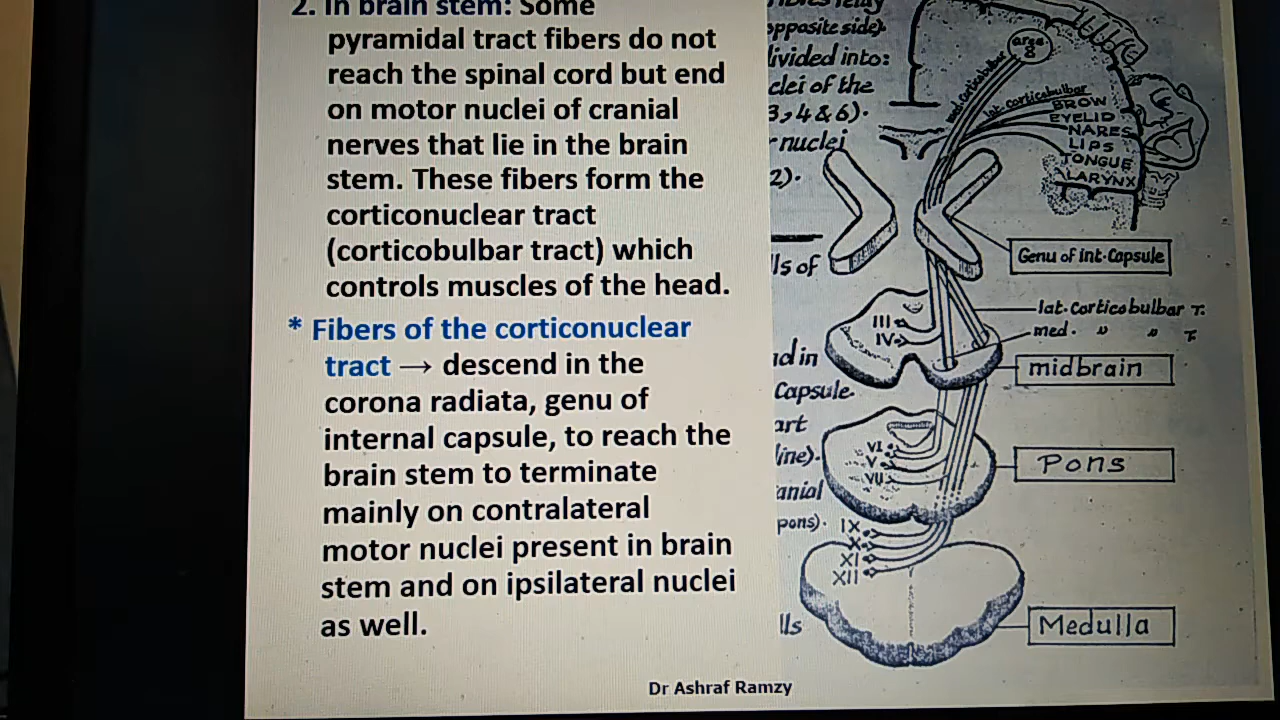 2. In brain stem: Some
pyramidal tract fibers do not
reach the spinal cord but end
on motor nuclei of cranial
nerves that lie in the brain
stem. These fibers form the
corticonuclear tract
(corticobulbar tract) which
controls muscles of the head.
* Fibers of the corticonuclear
tract → descend in the
corona radiata, genu of
internal capsule, to reach the
brain stem to terminate
mainly on contralateral
motor nuclei present in brain
stem and on ipsilateral nuclei
as well.
Dr Ashraf Ramzy
opposite side).
ivided into:
clei of the
3,4 & 6).
nuclei
2).
ls of
d in
Capsule.
art
line).
anial
pons).
lls
area
8
med. corticobulbar
lat. corticobulbar
BROW
EYELID
NARES
LIPS
TONGUE
LARYNX
Genu of int. Capsule
lat. Corticobulbar T.
med. " " T.
III
IV
midbrain
VI
V
VII
Pons
IX
X
XI
XII
Medulla